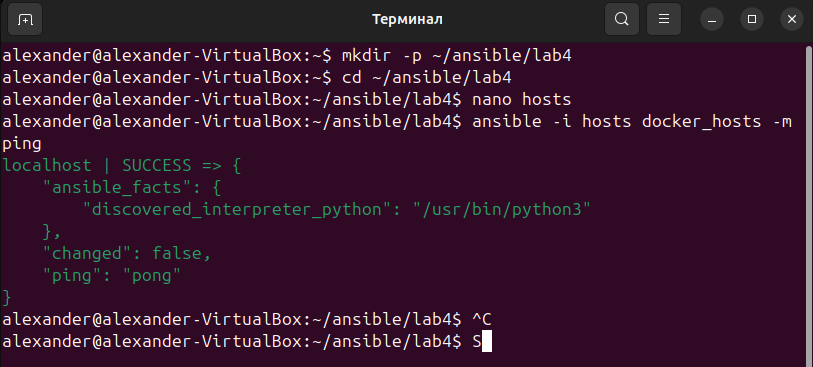 Терминал
alexander@alexander-VirtualBox:~$ mkdir -p ~/ansible/lab4
alexander@alexander-VirtualBox:~$ cd ~/ansible/lab4
alexander@alexander-VirtualBox:~/ansible/lab4$ nano hosts
alexander@alexander-VirtualBox:~/ansible/lab4$ ansible -i hosts docker_hosts -m
ping
localhost | SUCCESS => {
    "ansible_facts": {
        "discovered_interpreter_python": "/usr/bin/python3"
    },
    "changed": false,
    "ping": "pong"
}
alexander@alexander-VirtualBox:~/ansible/lab4$ ^C
alexander@alexander-VirtualBox:~/ansible/lab4$ S